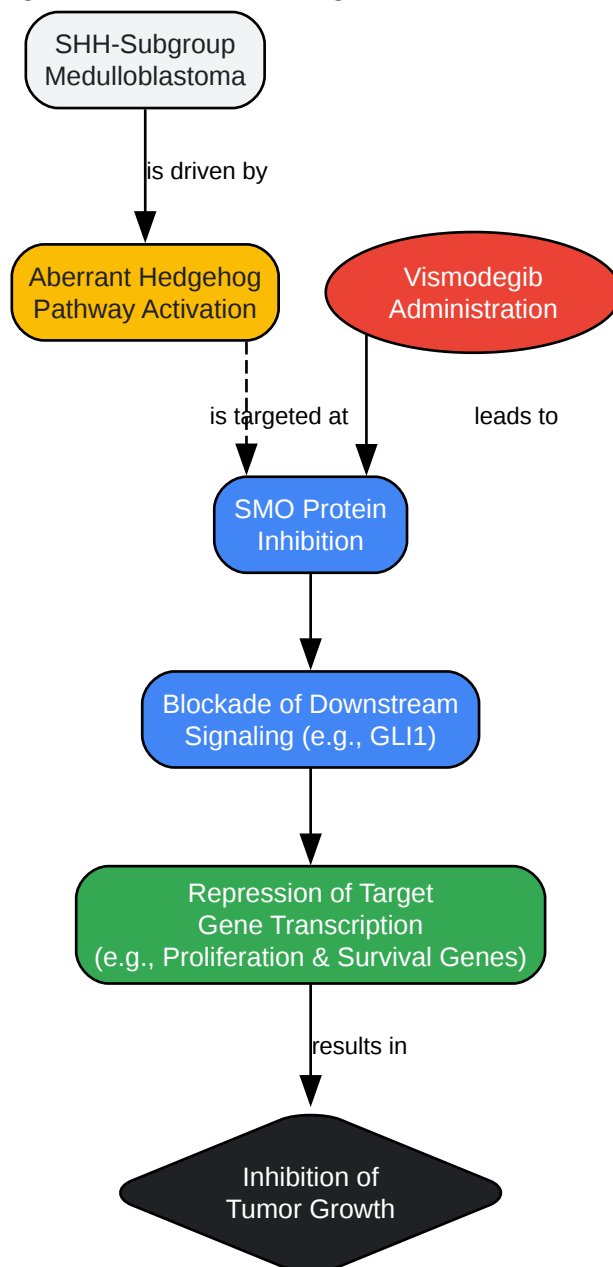 SHH-Subgroup
Medulloblastoma
is driven by
Aberrant Hedgehog
Pathway Activation
Vismodegib
Administration
is targeted at
leads to
SMO Protein
Inhibition
Blockade of Downstream
Signaling (e.g., GLI1)
Repression of Target
Gene Transcription
(e.g., Proliferation & Survival Genes)
results in
Inhibition of
Tumor Growth